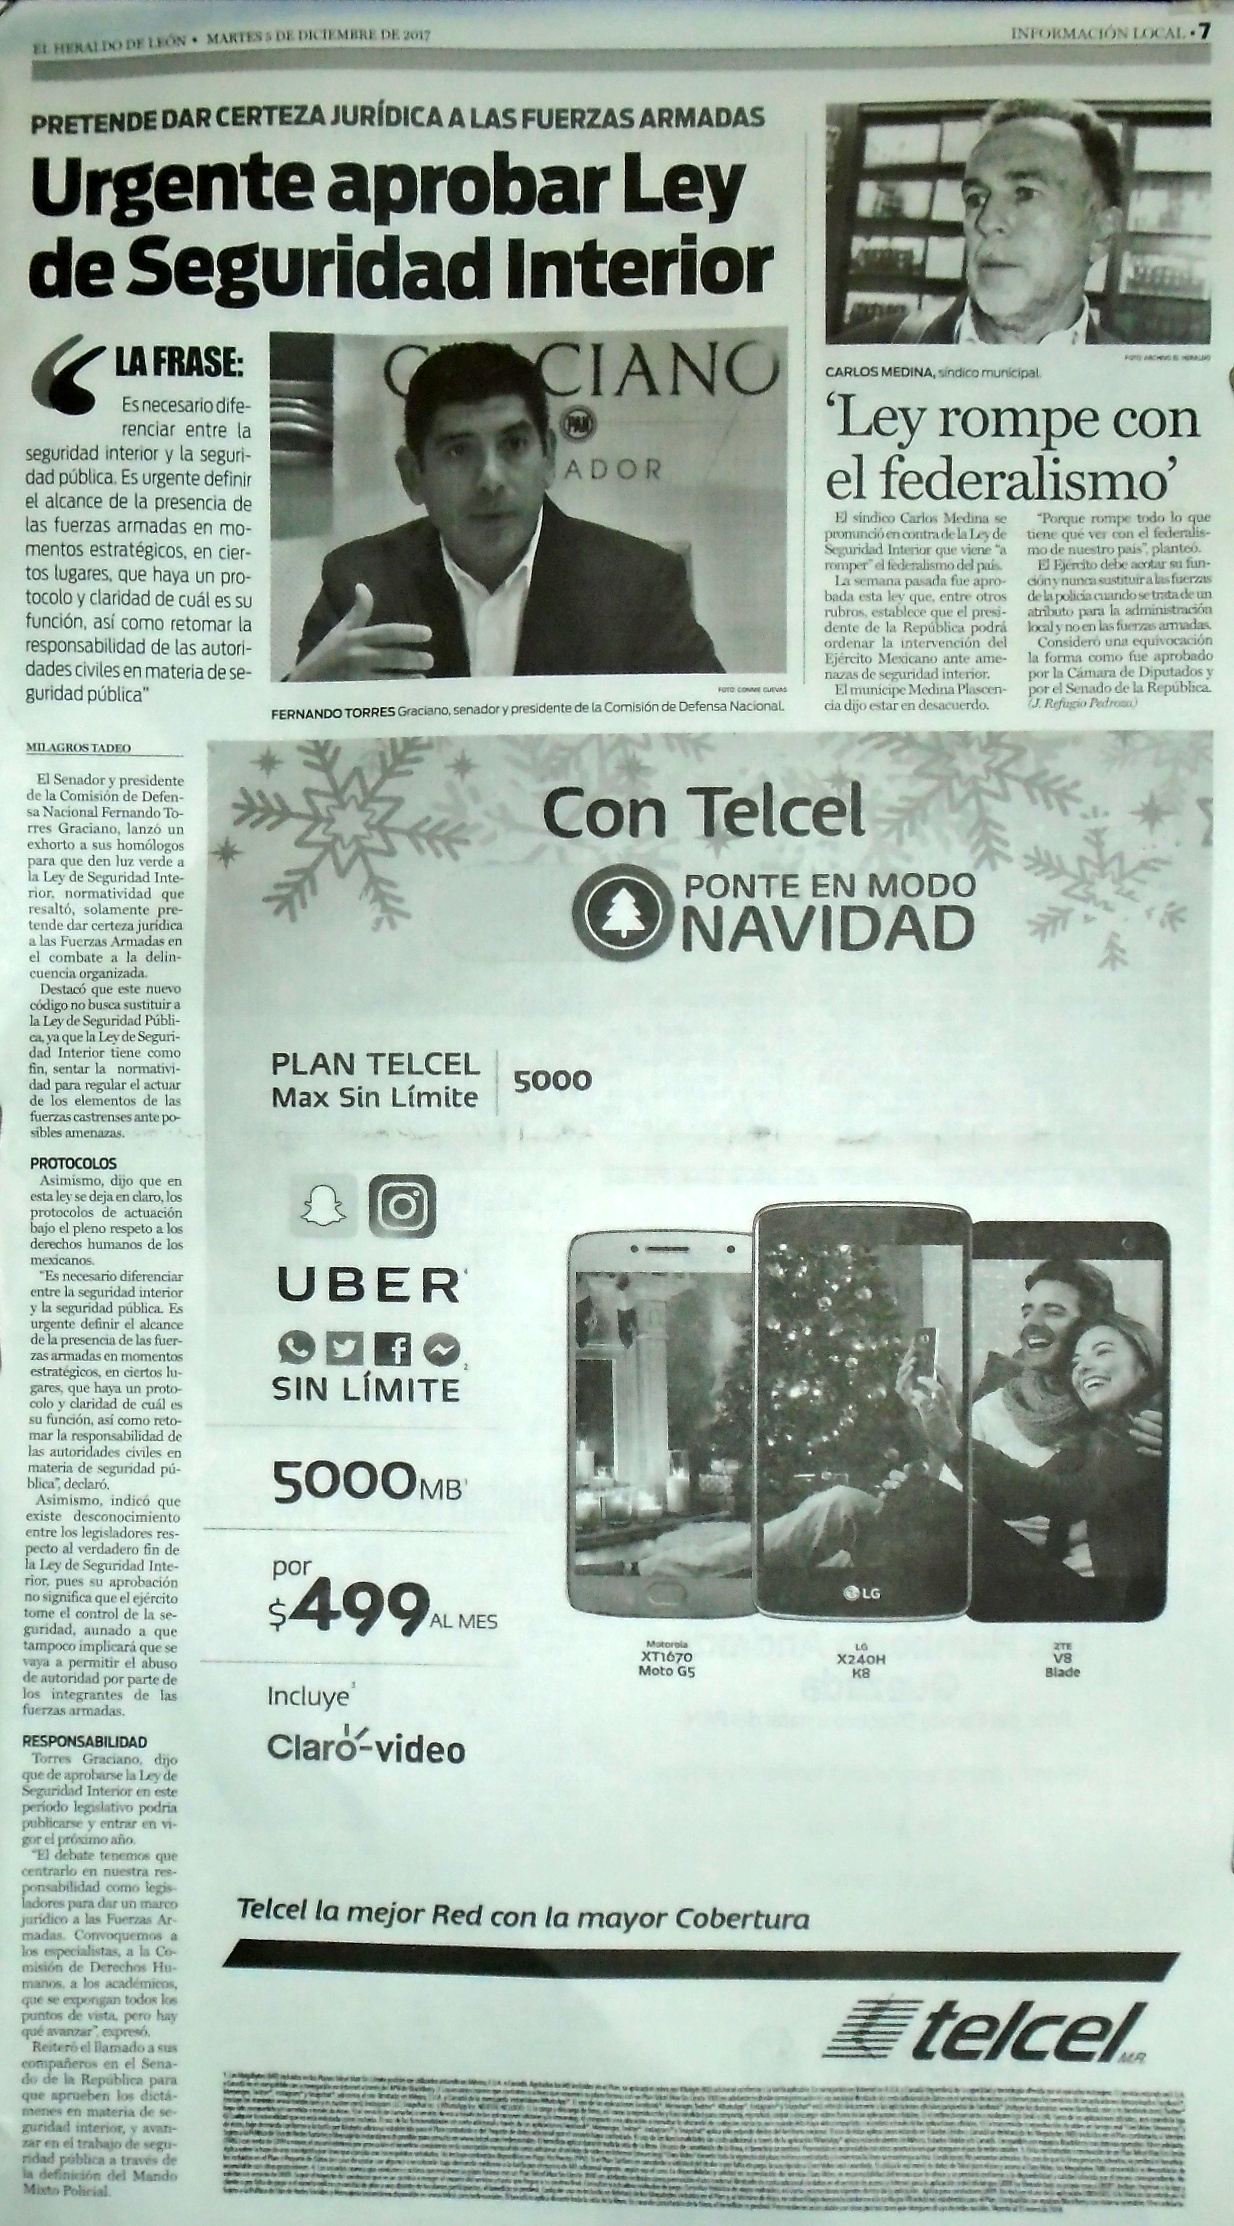 EL HERALDO DE LEÓN • MARTES 5 DE DICIEMBRE DE 2017
INFORMACIÓN LOCAL • 7
PRETENDE DAR CERTEZA JURÍDICA A LAS FUERZAS ARMADAS
Urgente aprobar Ley
de Seguridad Interior
LA FRASE:
Es necesario dife-
renciar entre la
seguridad interior y la seguri-
dad pública. Es urgente definir
el alcance de la presencia de
las fuerzas armadas en mo-
mentos estratégicos, en cier-
tos lugares, que haya un pro-
tocolo y claridad de cuál es su
función, así como retomar la
responsabilidad de las autori-
dades civiles en materia de se-
guridad pública"
CIANO
PAN
ADOR
FOTO: CONNIE CUEVAS
FERNANDO TORRES Graciano, senador y presidente de la Comisión de Defensa Nacional.
FOTO: ARCHIVO EL HERALDO
CARLOS MEDINA, síndico municipal.
'Ley rompe con
el federalismo'
El síndico Carlos Medina se
pronunció en contra de la Ley de
Seguridad Interior que viene "a
romper" el federalismo del país.
La semana pasada fue apro-
bada esta ley que, entre otros
rubros, establece que el presi-
dente de la República podrá
ordenar la intervención del
Ejército Mexicano ante ame-
nazas de seguridad interior.
El munícipe Medina Plascen-
cia dijo estar en desacuerdo.
"Porque rompe todo lo que
tiene que ver con el federalis-
mo de nuestro país", planteó.
El Ejército debe acotar su fun-
ción y nunca sustituir a las fuerzas
de la policía cuando se trata de un
atributo para la administración
local y no en las fuerzas armadas.
Consideró una equivocación
la forma como fue aprobado
por la Cámara de Diputados y
por el Senado de la República.
(J. Refugio Pedroza)
MILAGROS TADEO
El Senador y presidente
de la Comisión de Defen-
sa Nacional Fernando To-
rres Graciano, lanzó un
exhorto a sus homólogos
para que den luz verde a
la Ley de Seguridad Inte-
rior, normatividad que
resaltó, solamente pre-
tende dar certeza jurídica
a las Fuerzas Armadas en
el combate a la delin-
cuencia organizada.
Destacó que este nuevo
código no busca sustituir a
la Ley de Seguridad Públi-
ca, ya que la Ley de Seguri-
dad Interior tiene como
fin, sentar la normativi-
dad para regular el actuar
de los elementos de las
fuerzas castrenses ante po-
sibles amenazas.
PROTOCOLOS
Asimismo, dijo que en
esta ley se deja en claro, los
protocolos de actuación
bajo el pleno respeto a los
derechos humanos de los
mexicanos.
"Es necesario diferenciar
entre la seguridad interior
y la seguridad pública. Es
urgente definir el alcance
de la presencia de las fuer-
zas armadas en momentos
estratégicos, en ciertos lu-
gares, que haya un proto-
colo y claridad de cuál es
su función, así como reto-
mar la responsabilidad de
las autoridades civiles en
materia de seguridad pú-
blica", declaró.
Asimismo, indicó que
existe desconocimiento
entre los legisladores res-
pecto al verdadero fin de
la Ley de Seguridad Inte-
rior, pues su aprobación
no significa que el ejército
tome el control de la se-
guridad, aunado a que
tampoco implicará que se
vaya a permitir el abuso
de autoridad por parte de
los integrantes de las
fuerzas armadas.
RESPONSABILIDAD
Torres Graciano, dijo
que de aprobarse la Ley de
Seguridad Interior en este
período legislativo podría
publicarse y entrar en vi-
gor el próximo año.
"El debate tenemos que
centrarlo en nuestra res-
ponsabilidad como legis-
ladores para dar un marco
jurídico a las Fuerzas Ar-
madas. Convoquemos a
los especialistas, a la Co-
misión de Derechos Hu-
manos, a los académicos,
que se expongan todos los
puntos de vista, pero hay
qué avanzar", expresó.
Reiteró el llamado a sus
compañeros en el Sena-
do de la República para
que aprueben los dictá-
menes en materia de se-
guridad interior, y avan-
zar en el trabajo de segu-
ridad pública a través de
la definición del Mando
Mixto Policial.
Con Telcel
PONTE EN MODO
NAVIDAD
PLAN TELCEL
Max Sin Límite
5000
UBER
SIN LÍMITE
5000MB
por
$499 AL MES
Incluye
Claro-video
LG
Motorola
XT1670
Moto G5
LG
X240H
K8
ZTE
V8
Blade
Telcel la mejor Red con la mayor Cobertura
telcel M.R.